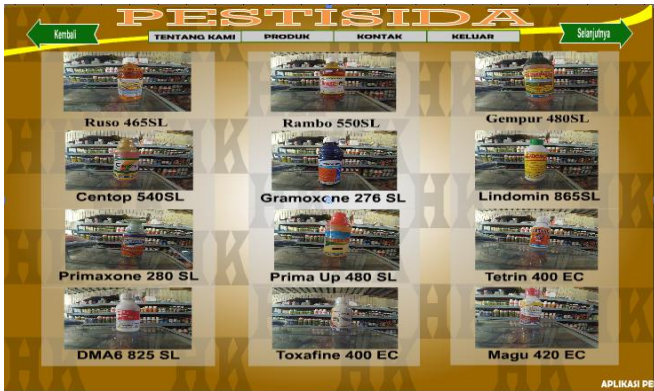 PESTISIDA
Kembali
Selanjutnya
TENTANG KAMI PRODUK KONTAK KELUAR
Ruso 465SL Rambo 550SL Gempur 480SL
Centop 540SL Gramoxone 276 SL Lindomin 865SL
Primaxone 280 SL Prima Up 480 SL Tetrin 400 EC
DMA6 825 SL Toxafine 400 EC Magu 420 EC
APLIKASI PE